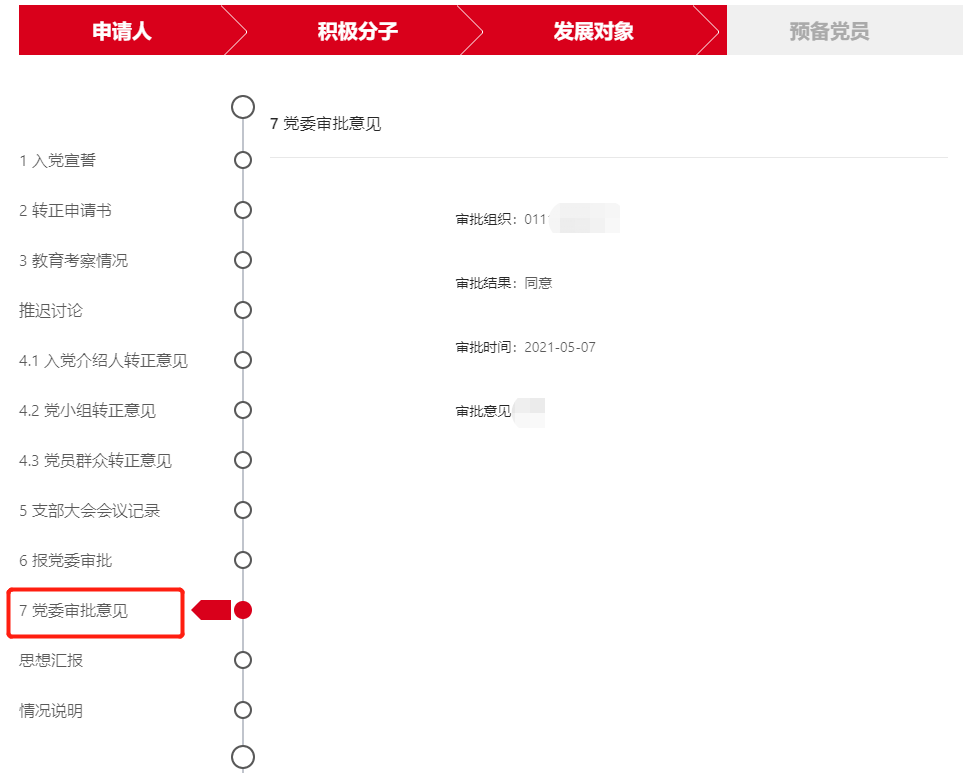 申请人
积极分子
发展对象
预备党员
7 党委审批意见
1 入党宣誓
2 转正申请书
3 教育考察情况
推迟讨论
4.1 入党介绍人转正意见
4.2 党小组转正意见
4.3 党员群众转正意见
5 支部大会会议记录
6 报党委审批
7 党委审批意见
思想汇报
情况说明
审批组织：011
审批结果：同意
审批时间：2021-05-07
审批意见